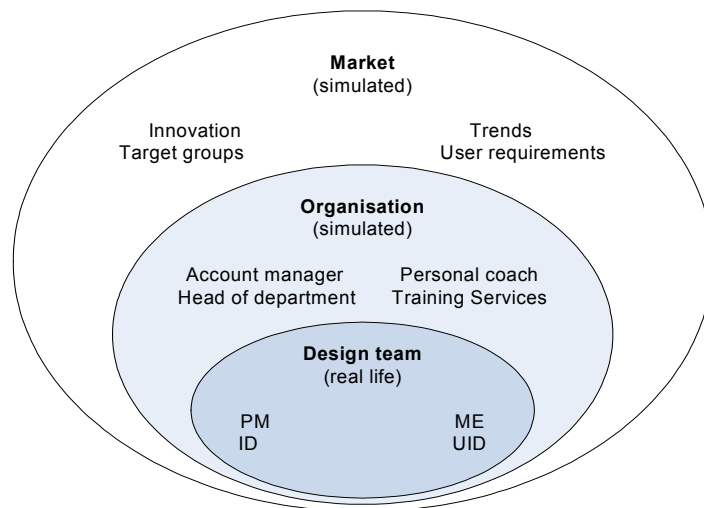 Market
(simulated)
Innovation
Target groups
Trends
User requirements
Organisation
(simulated)
Account manager
Head of department
Personal coach
Training Services
Design team
(real life)
PM
ID
ME
UID